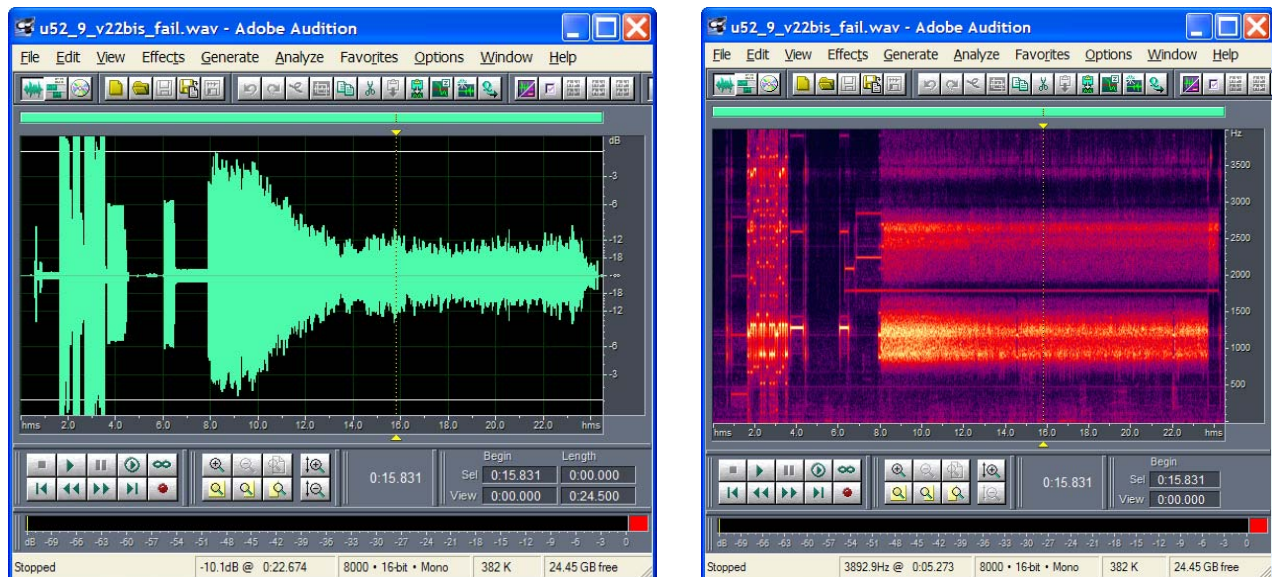 u52_9_v22bis_fail.wav - Adobe Audition
File Edit View Effects Generate Analyze Favorites Options Window Help
dB
-3
-6
-12
-18
-∞
-18
-12
-6
-3
hms 2.0 4.0 6.0 8.0 10.0 12.0 14.0 16.0 18.0 20.0 22.0 hms
0:15.831
Begin Length
Sel 0:15.831 0:00.000
View 0:00.000 0:24.500
dB -69 -66 -63 -60 -57 -54 -51 -48 -45 -42 -39 -36 -33 -30 -27 -24 -21 -18 -15 -12 -9 -6 -3 0
Stopped -10.1dB @ 0:22.674 8000 • 16-bit • Mono 382 K 24.45 GB free
u52_9_v22bis_fail.wav - Adobe Audition
File Edit View Effects Generate Analyze Favorites Options Window Help
Hz
3500
3000
2500
2000
1500
1000
500
hms 2.0 4.0 6.0 8.0 10.0 12.0 14.0 16.0 18.0 20.0 22.0 hms
0:15.831
Begin
Sel 0:15.831
View 0:00.000
dB -69 -66 -63 -60 -57 -54 -51 -48 -45 -42 -39 -36 -33 -30 -27 -24 -21 -18 -15 -12 -9 -6 -3 0
Stopped 3892.9Hz @ 0:05.273 8000 • 16-bit • Mono 382 K 24.45 GB free